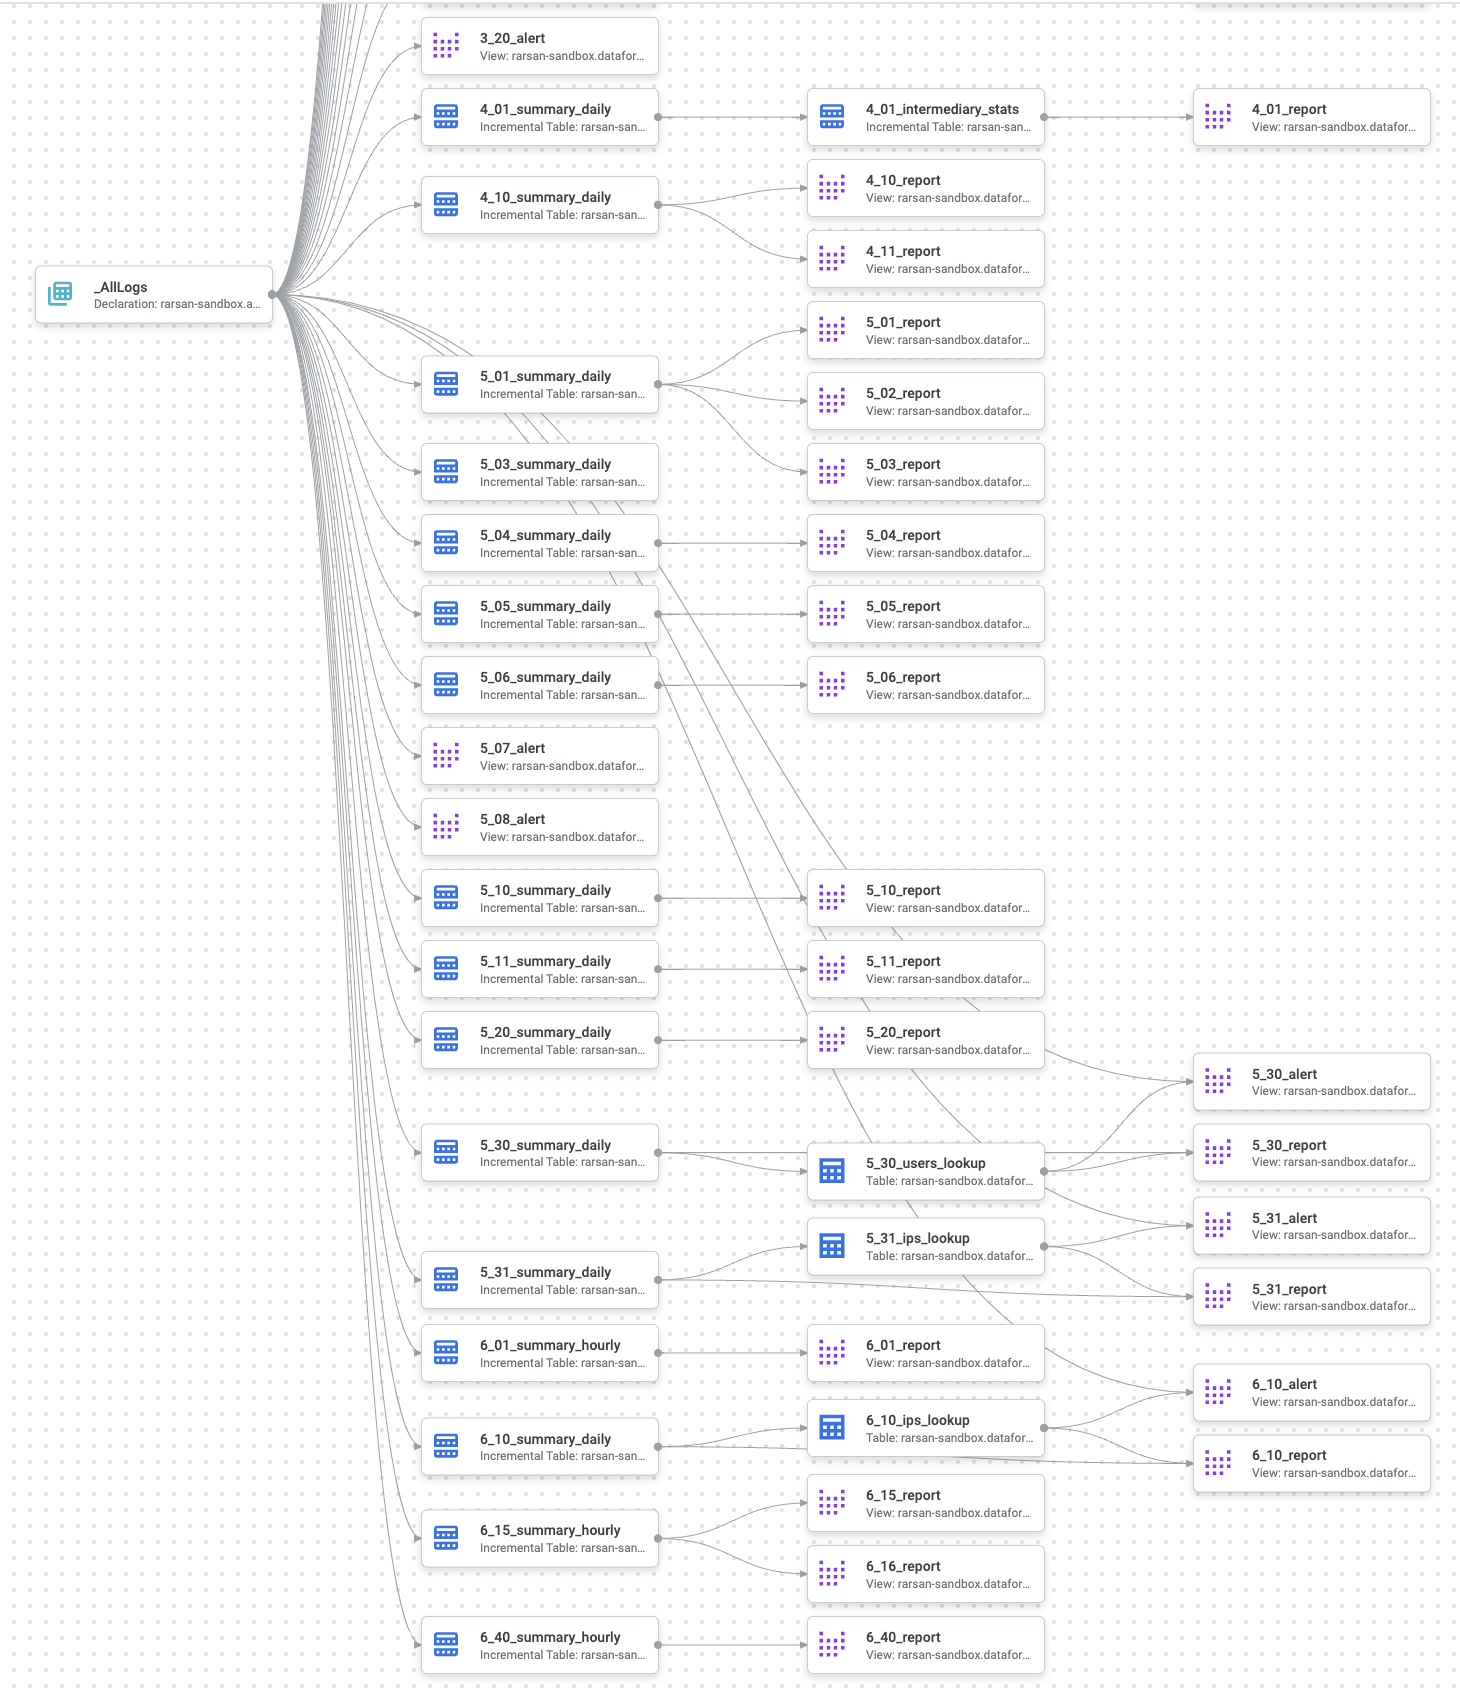 3_20_alert
View: rarsan-sandbox.datafor...
4_01_summary_daily
Incremental Table: rarsan-san...
4_01_intermediary_stats
Incremental Table: rarsan-san...
4_01_report
View: rarsan-sandbox.datafor...
4_10_summary_daily
Incremental Table: rarsan-san...
4_10_report
View: rarsan-sandbox.datafor...
4_11_report
View: rarsan-sandbox.datafor...
_AllLogs
Declaration: rarsan-sandbox.a...
5_01_summary_daily
Incremental Table: rarsan-san...
5_01_report
View: rarsan-sandbox.datafor...
5_02_report
View: rarsan-sandbox.datafor...
5_03_summary_daily
Incremental Table: rarsan-san...
5_03_report
View: rarsan-sandbox.datafor...
5_04_summary_daily
Incremental Table: rarsan-san...
5_04_report
View: rarsan-sandbox.datafor...
5_05_summary_daily
Incremental Table: rarsan-san...
5_05_report
View: rarsan-sandbox.datafor...
5_06_summary_daily
Incremental Table: rarsan-san...
5_06_report
View: rarsan-sandbox.datafor...
5_07_alert
View: rarsan-sandbox.datafor...
5_08_alert
View: rarsan-sandbox.datafor...
5_10_summary_daily
Incremental Table: rarsan-san...
5_10_report
View: rarsan-sandbox.datafor...
5_11_summary_daily
Incremental Table: rarsan-san...
5_11_report
View: rarsan-sandbox.datafor...
5_20_summary_daily
Incremental Table: rarsan-san...
5_20_report
View: rarsan-sandbox.datafor...
5_30_alert
View: rarsan-sandbox.datafor...
5_30_summary_daily
Incremental Table: rarsan-san...
5_30_users_lookup
Table: rarsan-sandbox.datafor...
5_30_report
View: rarsan-sandbox.datafor...
5_31_alert
View: rarsan-sandbox.datafor...
5_31_ips_lookup
Table: rarsan-sandbox.datafor...
5_31_summary_daily
Incremental Table: rarsan-san...
5_31_report
View: rarsan-sandbox.datafor...
6_01_summary_hourly
Incremental Table: rarsan-san...
6_01_report
View: rarsan-sandbox.datafor...
6_10_alert
View: rarsan-sandbox.datafor...
6_10_summary_daily
Incremental Table: rarsan-san...
6_10_ips_lookup
Table: rarsan-sandbox.datafor...
6_10_report
View: rarsan-sandbox.datafor...
6_15_summary_hourly
Incremental Table: rarsan-san...
6_15_report
View: rarsan-sandbox.datafor...
6_16_report
View: rarsan-sandbox.datafor...
6_40_summary_hourly
Incremental Table: rarsan-san...
6_40_report
View: rarsan-sandbox.datafor...